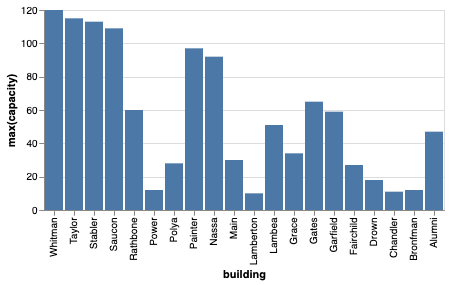 max(capacity)
120
100
80
60
40
20
0
Whitman
Taylor
Stabler
Saucon
Rathbone
Power
Polya
Painter
Nassa
Main
Lamberton
Lambea
Grace
Gates
Garfield
Fairchild
Drown
Chandler
Bronfman
Alumni
building